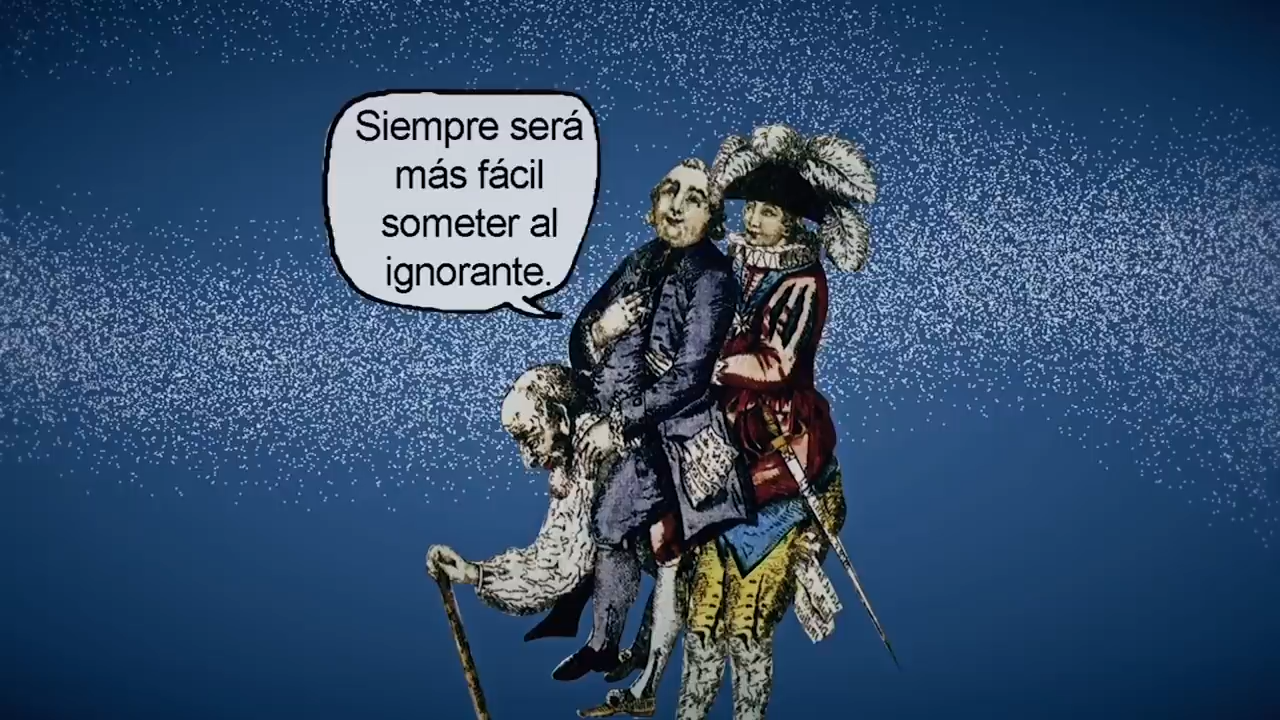 Siempre será
más fácil
someter al
ignorante.